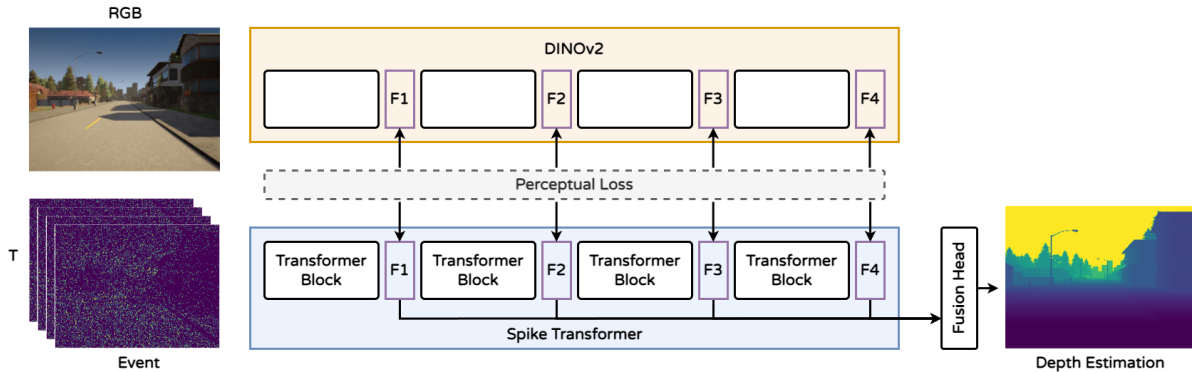 RGB
DINOv2
F1
F2
F3
F4
Perceptual Loss
T
Transformer
Block
F1
Transformer
Block
F2
Transformer
Block
F3
Transformer
Block
F4
Spike Transformer
Fusion Head
Event
Depth Estimation